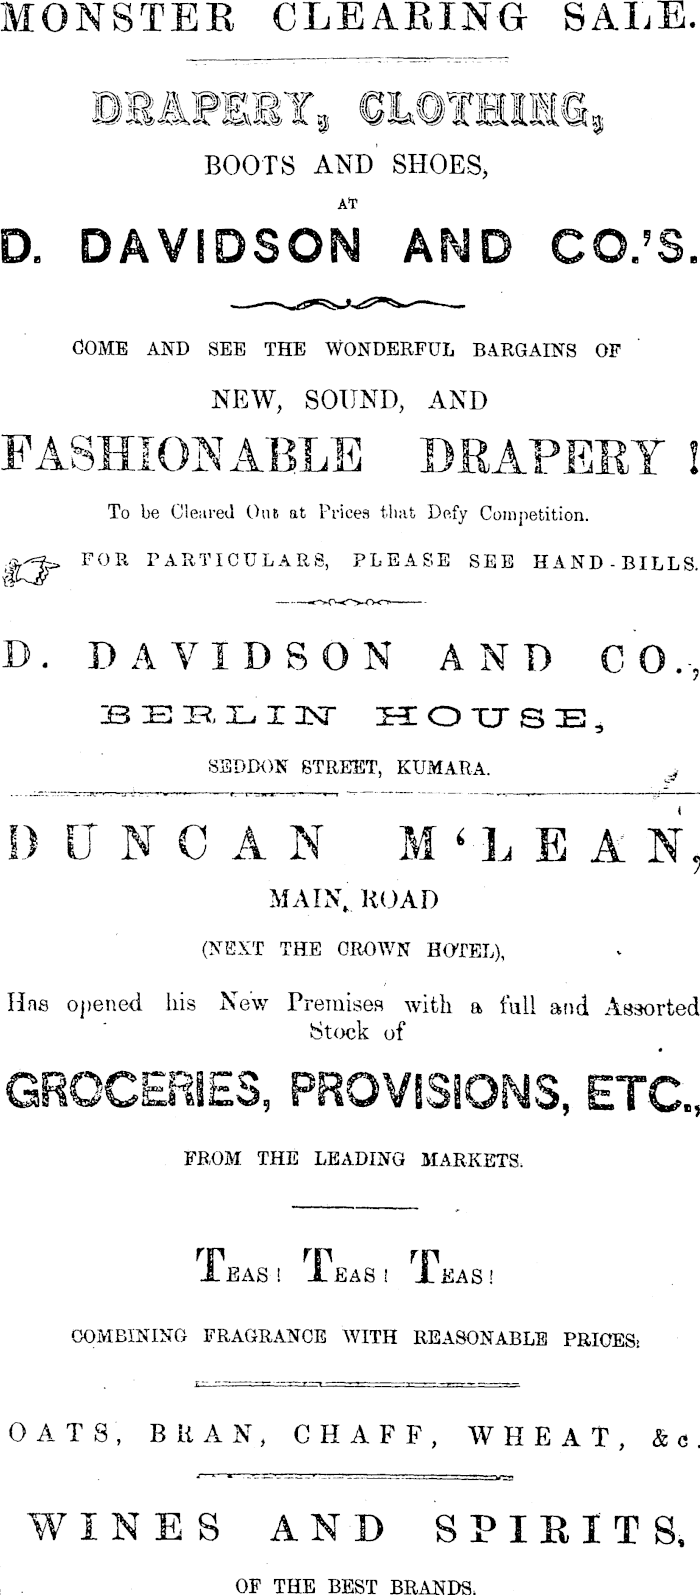 MONSTER CLEARING SALE.
DRAPERY, CLOTHING,
BOOTS AND SHOES,
AT
D. DAVIDSON AND CO.'S.
COME AND SEE THE WONDERFUL BARGAINS OF
NEW, SOUND, AND
FASHIONABLE DRAPERY!
To be Cleared Out at Prices that Defy Competition.
FOR PARTICULARS, PLEASE SEE HAND-BILLS.
D. DAVIDSON AND CO.,
BERLIN HOUSE,
SEDDON STREET, KUMARA.
DUNCAN M‘LEAN,
MAIN ROAD
(NEXT THE CROWN HOTEL),
Has opened his New Premises with a full and Assorted
Stock of
GROCERIES, PROVISIONS, ETC.,
FROM THE LEADING MARKETS.
TEAS! TEAS! TEAS!
COMBINING FRAGRANCE WITH REASONABLE PRICES:
OATS, BRAN, CHAFF, WHEAT, &c.
WINES AND SPIRITS,
OF THE BEST BRANDS.